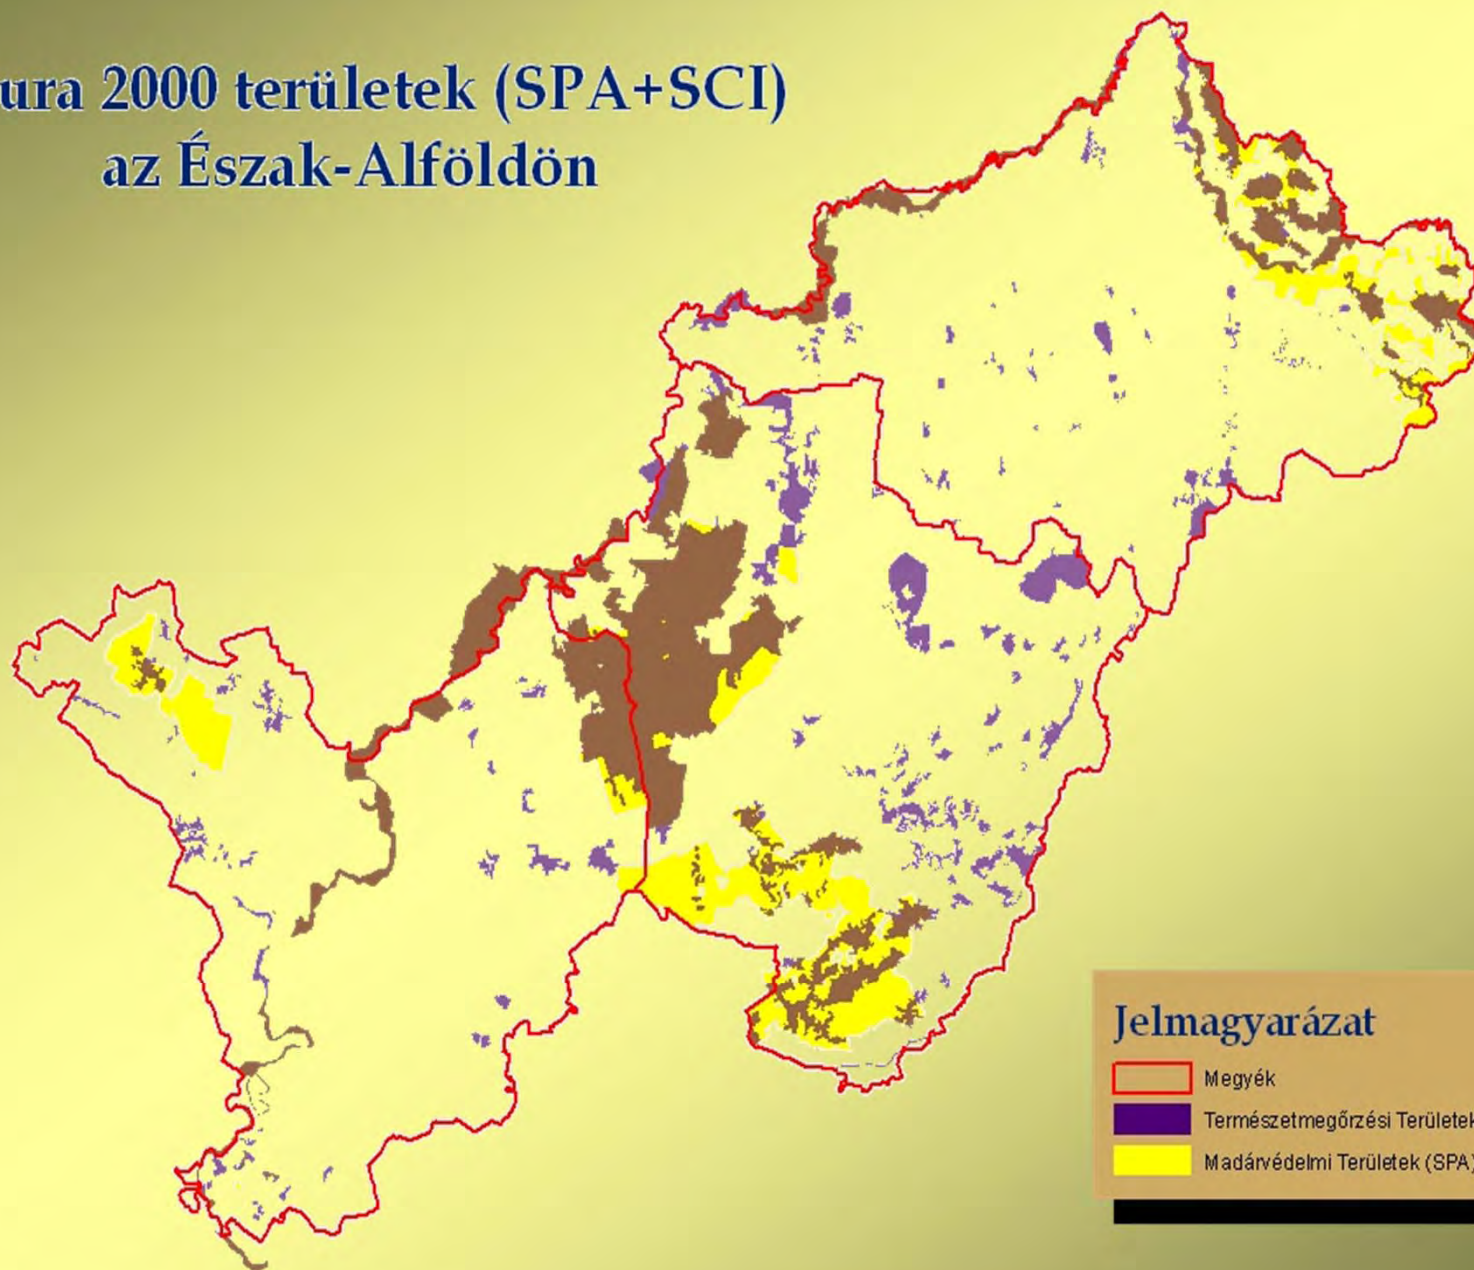 ura 2000 területek (SPA+SCI)
az Észak-Alföldön
Jelmagyarázat
Megyék
Természetmegőrzési Területek
Madárvédelmi Területek (SPA)